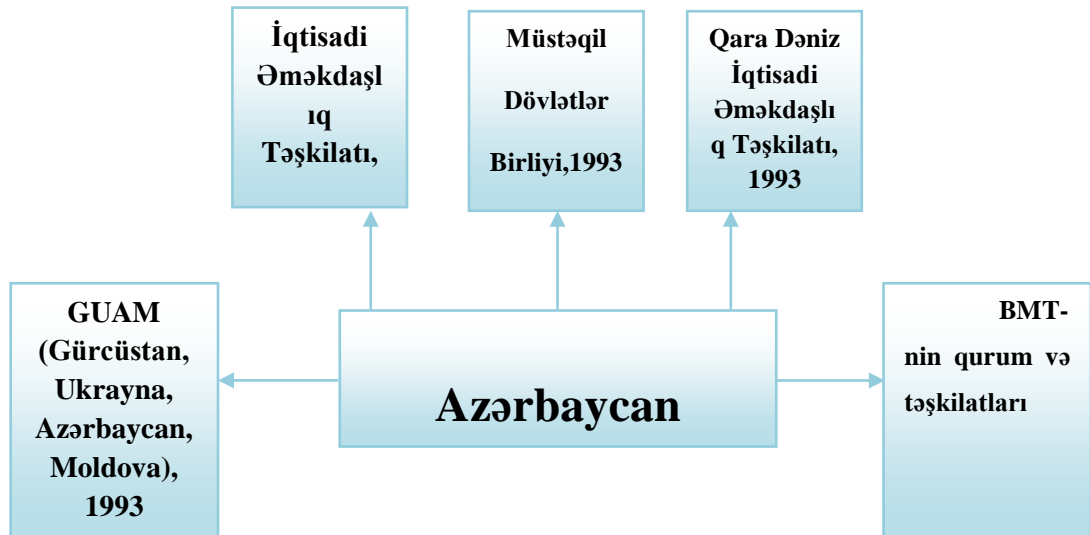 İqtisadi
Əməkdaşl
ıq
Təşkilatı,
Müstəqil
Dövlətlər
Birliyi,1993
Qara Dəniz
İqtisadi
Əməkdaşlı
q Təşkilatı,
1993
GUAM
(Gürcüstan,
Ukrayna,
Azərbaycan,
Moldova),
1993
Azərbaycan
BMT-
nin qurum və
təşkilatları